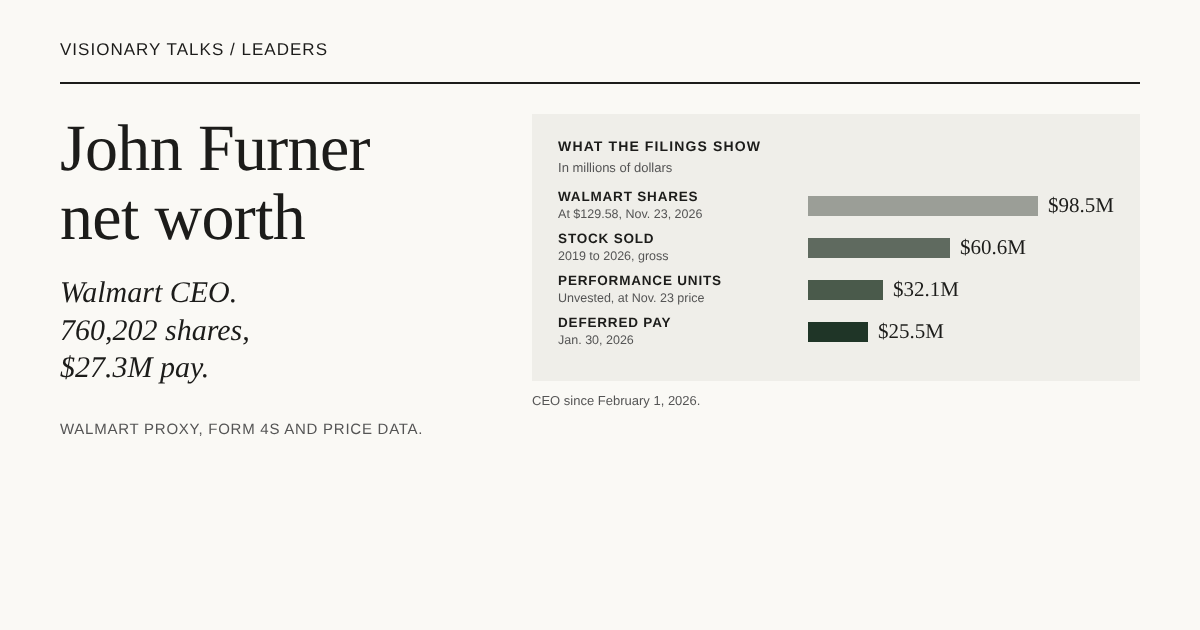 VISIONARY TALKS / LEADERS
John Furner
net worth
Walmart CEO.
760,202 shares,
$27.3M pay.
WALMART PROXY, FORM 4S AND PRICE DATA.
WHAT THE FILINGS SHOW
In millions of dollars
WALMART SHARES
At $129.58, Nov. 23, 2026
$98.5M
STOCK SOLD
2019 to 2026, gross
$60.6M
PERFORMANCE UNITS
Unvested, at Nov. 23 price
$32.1M
DEFERRED PAY
Jan. 30, 2026
$25.5M
CEO since February 1, 2026.